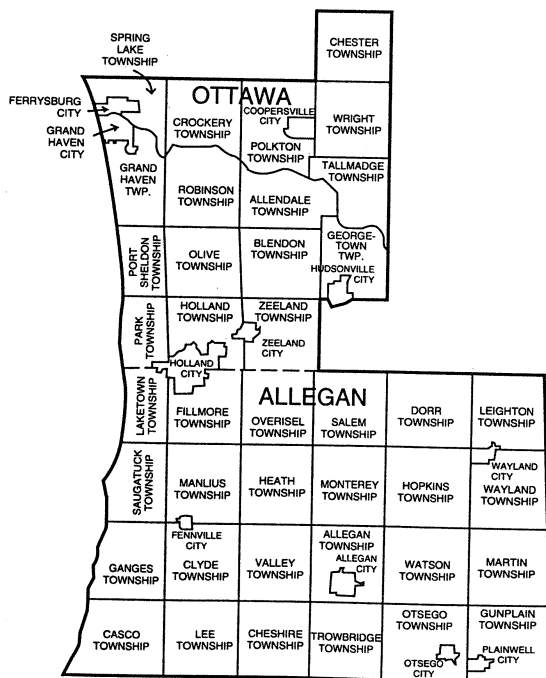 CHESTER
TOWNSHIP
SPRING
LAKE
TOWNSHIP
OTTAWA
FERRYSBURG
CITY
GRAND
HAVEN
CITY
CROCKERY
TOWNSHIP
COOPERSVILLE
CITY
POLKTON
TOWNSHIP
WRIGHT
TOWNSHIP
GRAND
HAVEN
TWP.
TALLMADGE
TOWNSHIP
ROBINSON
TOWNSHIP
ALLENDALE
TOWNSHIP
PORT
SHELDON
TOWNSHIP
OLIVE
TOWNSHIP
BLENDON
TOWNSHIP
GEORGE-
TOWN
TWP.
HUDSONVILLE
CITY
PARK
TOWNSHIP
HOLLAND
TOWNSHIP
ZEELAND
TOWNSHIP
ZEELAND
CITY
HOLLAND
CITY
ALLEGAN
LAKETOWN
TOWNSHIP
FILLMORE
TOWNSHIP
OVERISEL
TOWNSHIP
SALEM
TOWNSHIP
DORR
TOWNSHIP
LEIGHTON
TOWNSHIP
SAUGATUCK
TOWNSHIP
MANLIUS
TOWNSHIP
HEATH
TOWNSHIP
MONTEREY
TOWNSHIP
HOPKINS
TOWNSHIP
WAYLAND
CITY
WAYLAND
TOWNSHIP
GANGES
TOWNSHIP
FENNVILLE
CITY
CLYDE
TOWNSHIP
VALLEY
TOWNSHIP
ALLEGAN
TOWNSHIP
ALLEGAN
CITY
WATSON
TOWNSHIP
MARTIN
TOWNSHIP
CASCO
TOWNSHIP
LEE
TOWNSHIP
CHESHIRE
TOWNSHIP
TROWBRIDGE
TOWNSHIP
OTSEGO
TOWNSHIP
OTSEGO
CITY
GUNPLAIN
TOWNSHIP
PLAINWELL
CITY